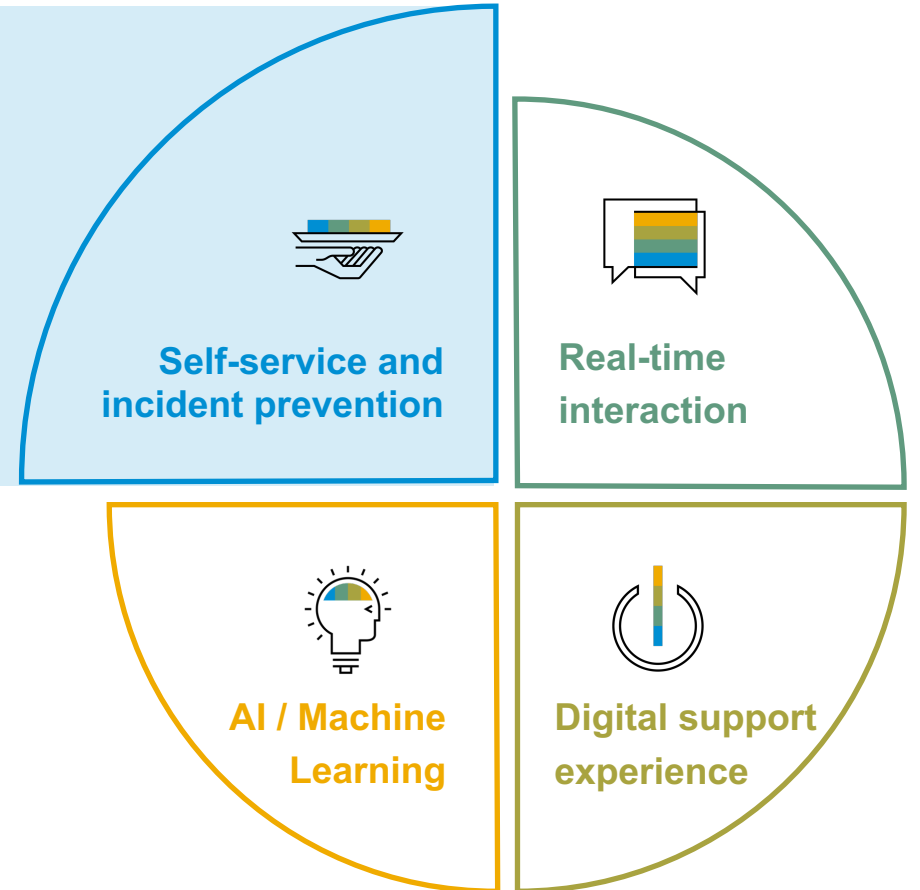 Self-service and
incident prevention
Real-time
interaction
AI / Machine
Learning
Digital support
experience